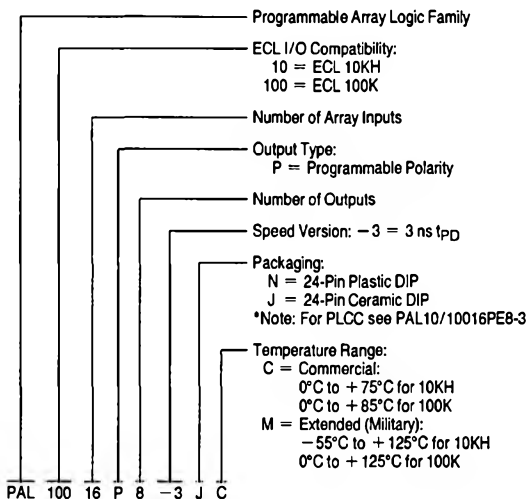 Programmable Array Logic Family
ECL I/O Compatibility:
10 = ECL 10KH
100 = ECL 100K
Number of Array Inputs
Output Type:
P = Programmable Polarity
Number of Outputs
Speed Version: −3 = 3 ns tPD
Packaging:
N = 24-Pin Plastic DIP
J = 24-Pin Ceramic DIP
*Note: For PLCC see PAL10/10016PE8-3
Temperature Range:
C = Commercial:
0°C to +75°C for 10KH
0°C to +85°C for 100K
M = Extended (Military):
−55°C to +125°C for 10KH
0°C to +125°C for 100K
PAL 100 16 P 8 −3 J C